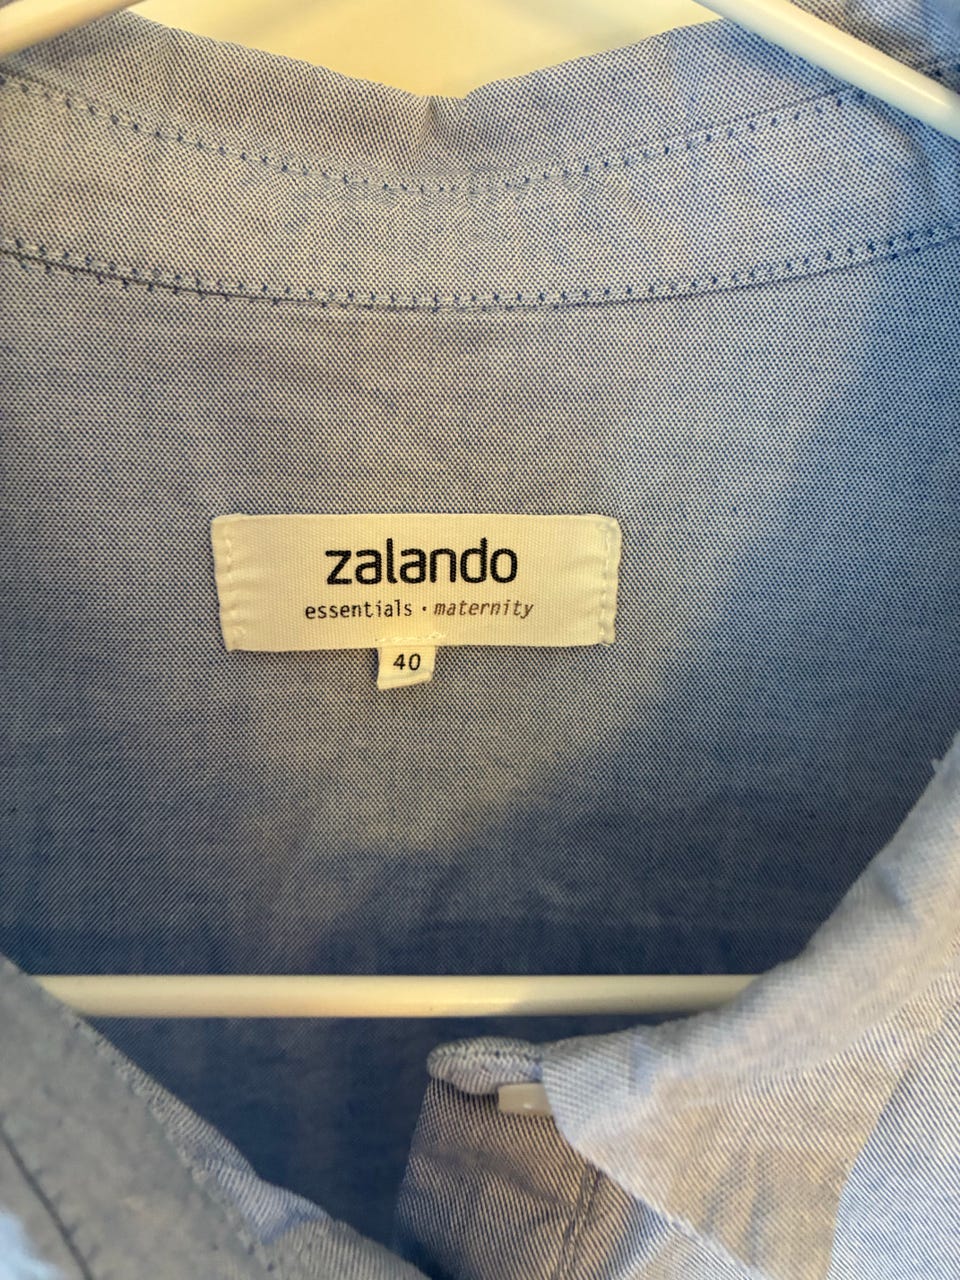 zalando
essentials · maternity
40